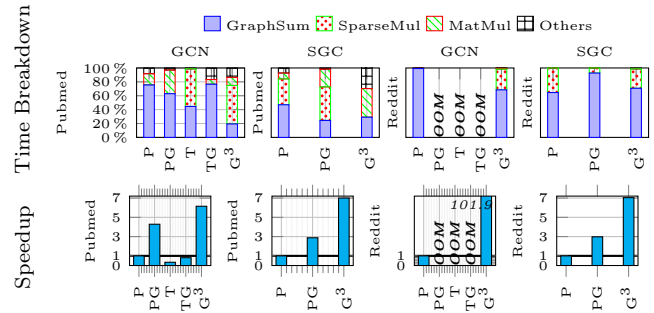 GraphSum SparseMul MatMul Others
Time Breakdown
GCN SGC GCN SGC
Pubmed Pubmed Reddit Reddit
100 %
80 %
60 %
40 %
20 %
0 %
OOM OOM OOM
P PG T TG G³ P PG G³ P PG T TG G³ P PG G³
Speedup
Pubmed Pubmed Reddit Reddit
7 7 101.9 7
5 5 5
3 3 3
1 1 1 1
0 0 0 0
OOM OOM OOM
P PG T TG G³ P PG G³ P PG T TG G³ P PG G³